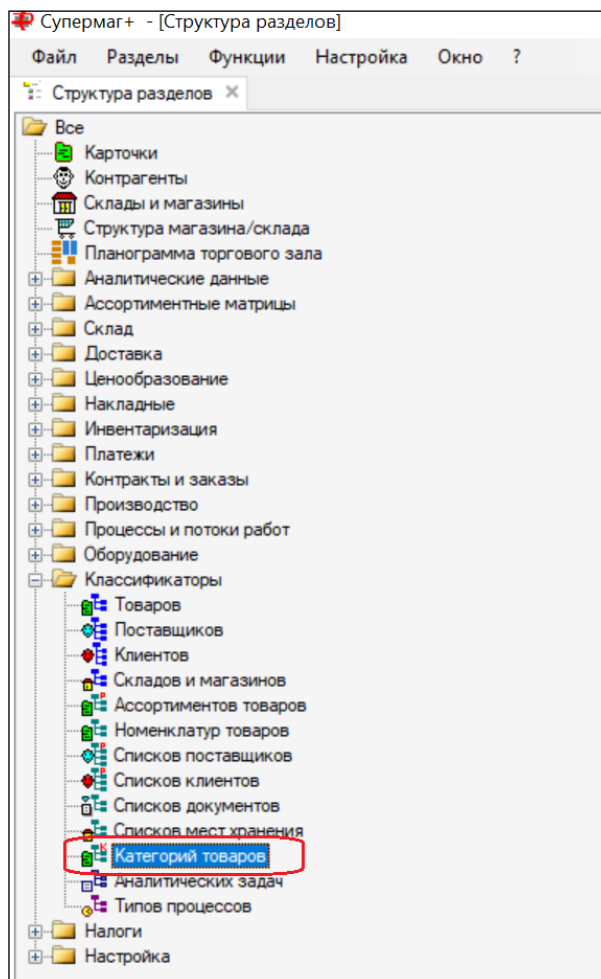 Супермаг+ - [Структура разделов]
Файл Разделы Функции Настройка Окно ?
Структура разделов
Все
Карточки
Контрагенты
Склады и магазины
Структура магазина/склада
Планограмма торгового зала
Аналитические данные
Ассортиментные матрицы
Склад
Доставка
Ценообразование
Накладные
Инвентаризация
Платежи
Контракты и заказы
Производство
Процессы и потоки работ
Оборудование
Классификаторы
Товаров
Поставщиков
Клиентов
Складов и магазинов
Ассортиментов товаров
Номенклатур товаров
Списков поставщиков
Списков клиентов
Списков документов
Списков мест хранения
Категорий товаров
Аналитических задач
Типов процессов
Налоги
Настройка